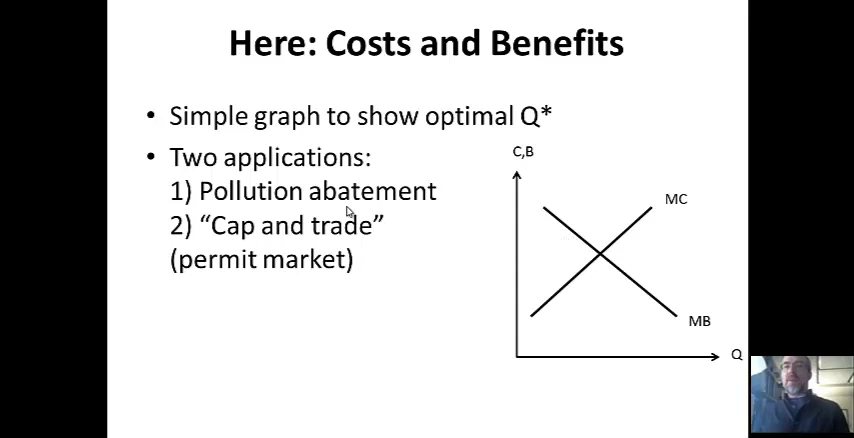 Here: Costs and Benefits
• Simple graph to show optimal Q*
• Two applications:
1) Pollution abatement
2) “Cap and trade”
(permit market)
C,B
MC
MB
Q